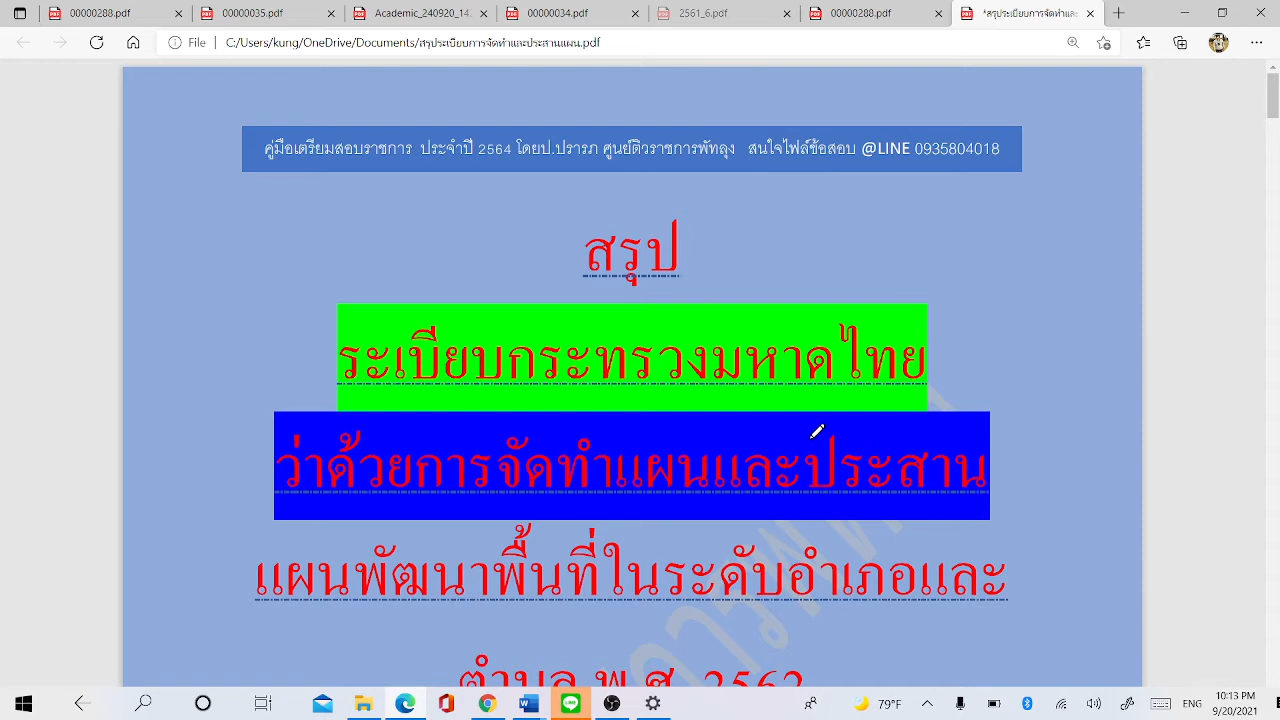 00000288.pdf
Academic_240920_14.
00000034.pdf
2561_6.pdf
00000288.pdf
File
C:/Users/kung/OneDrive/Documents/สรุประเบียบการจัดทำและประสานแผน.pdf
คู่มือเตรียมสอบราชการ ประจำปี 2564 โดยป.ปรารภ ศูนย์ติวราชการพัทลุง สนใจไฟล์ข้อสอบ @LINE 0935804018
สรุป
ระเบียบกระทรวงมหาดไทย
ว่าด้วยการจัดทำแผนและประสาน
แผนพัฒนาพื้นที่ในระดับอำเภอและ
ตำบล พ.ศ. 2562
79°F
ENG
10:13 PM
9/20/2021